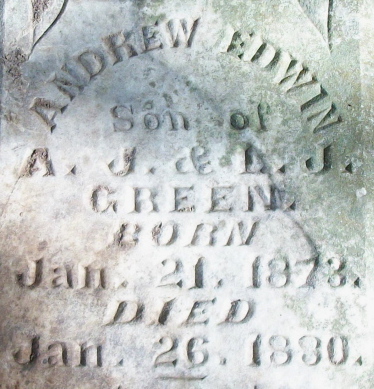 ANDREW EDWIN
Son of
A. J. & L. J.
GREEN.
BORN
Jan. 21. 1873.
DIED
Jan. 26. 1880.